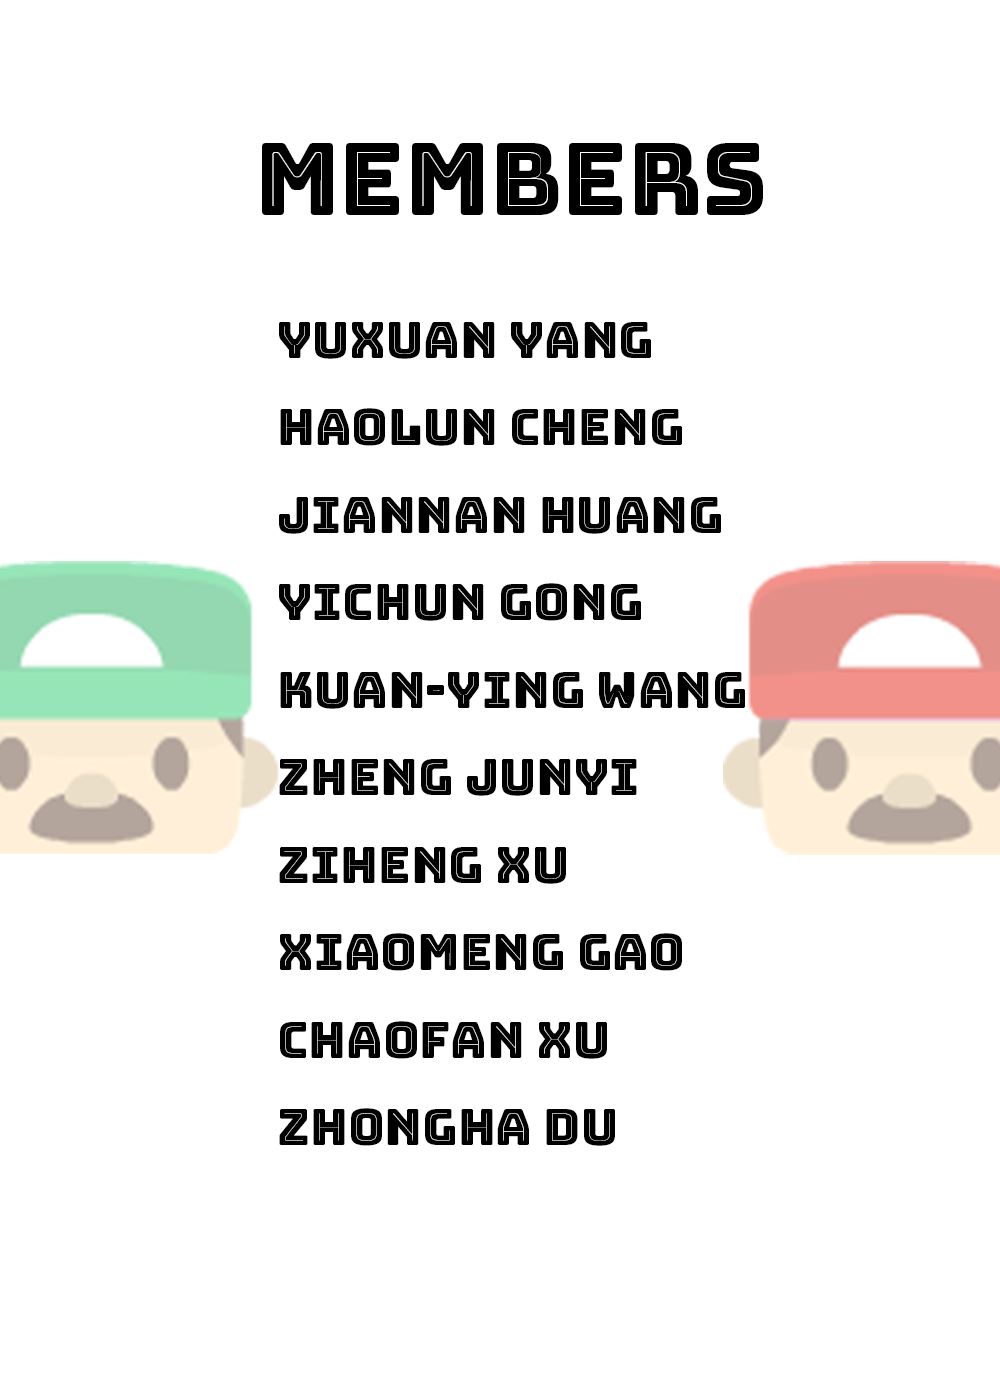 MEMBERS
YUXUAN YANG
HAOLUN CHENG
JIANNAN HUANG
YICHUN GONG
KUAN-YING WANG
ZHENG JUNYI
ZIHENG XU
XIAOMENG GAO
CHAOFAN XU
ZHONGHA DU